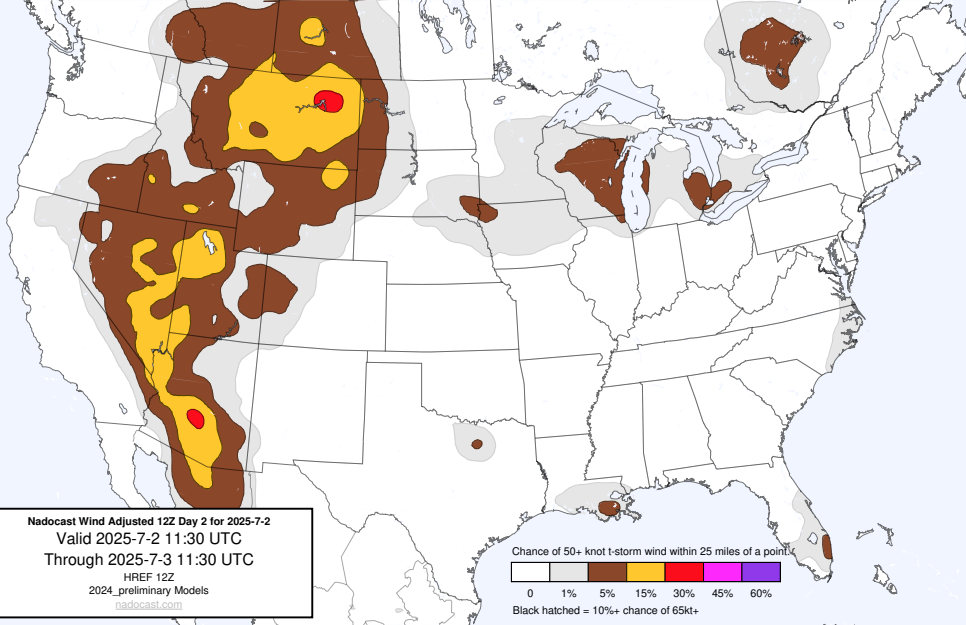 Nadocast Wind Adjusted 12Z Day 2 for 2025-7-2
Valid 2025-7-2 11:30 UTC
Through 2025-7-3 11:30 UTC
HREF 12Z
2024_preliminary Models
nadocast.com
Chance of 50+ knot t-storm wind within 25 miles of a point.
0 1% 5% 15% 30% 45% 60%
Black hatched = 10%+ chance of 65kt+